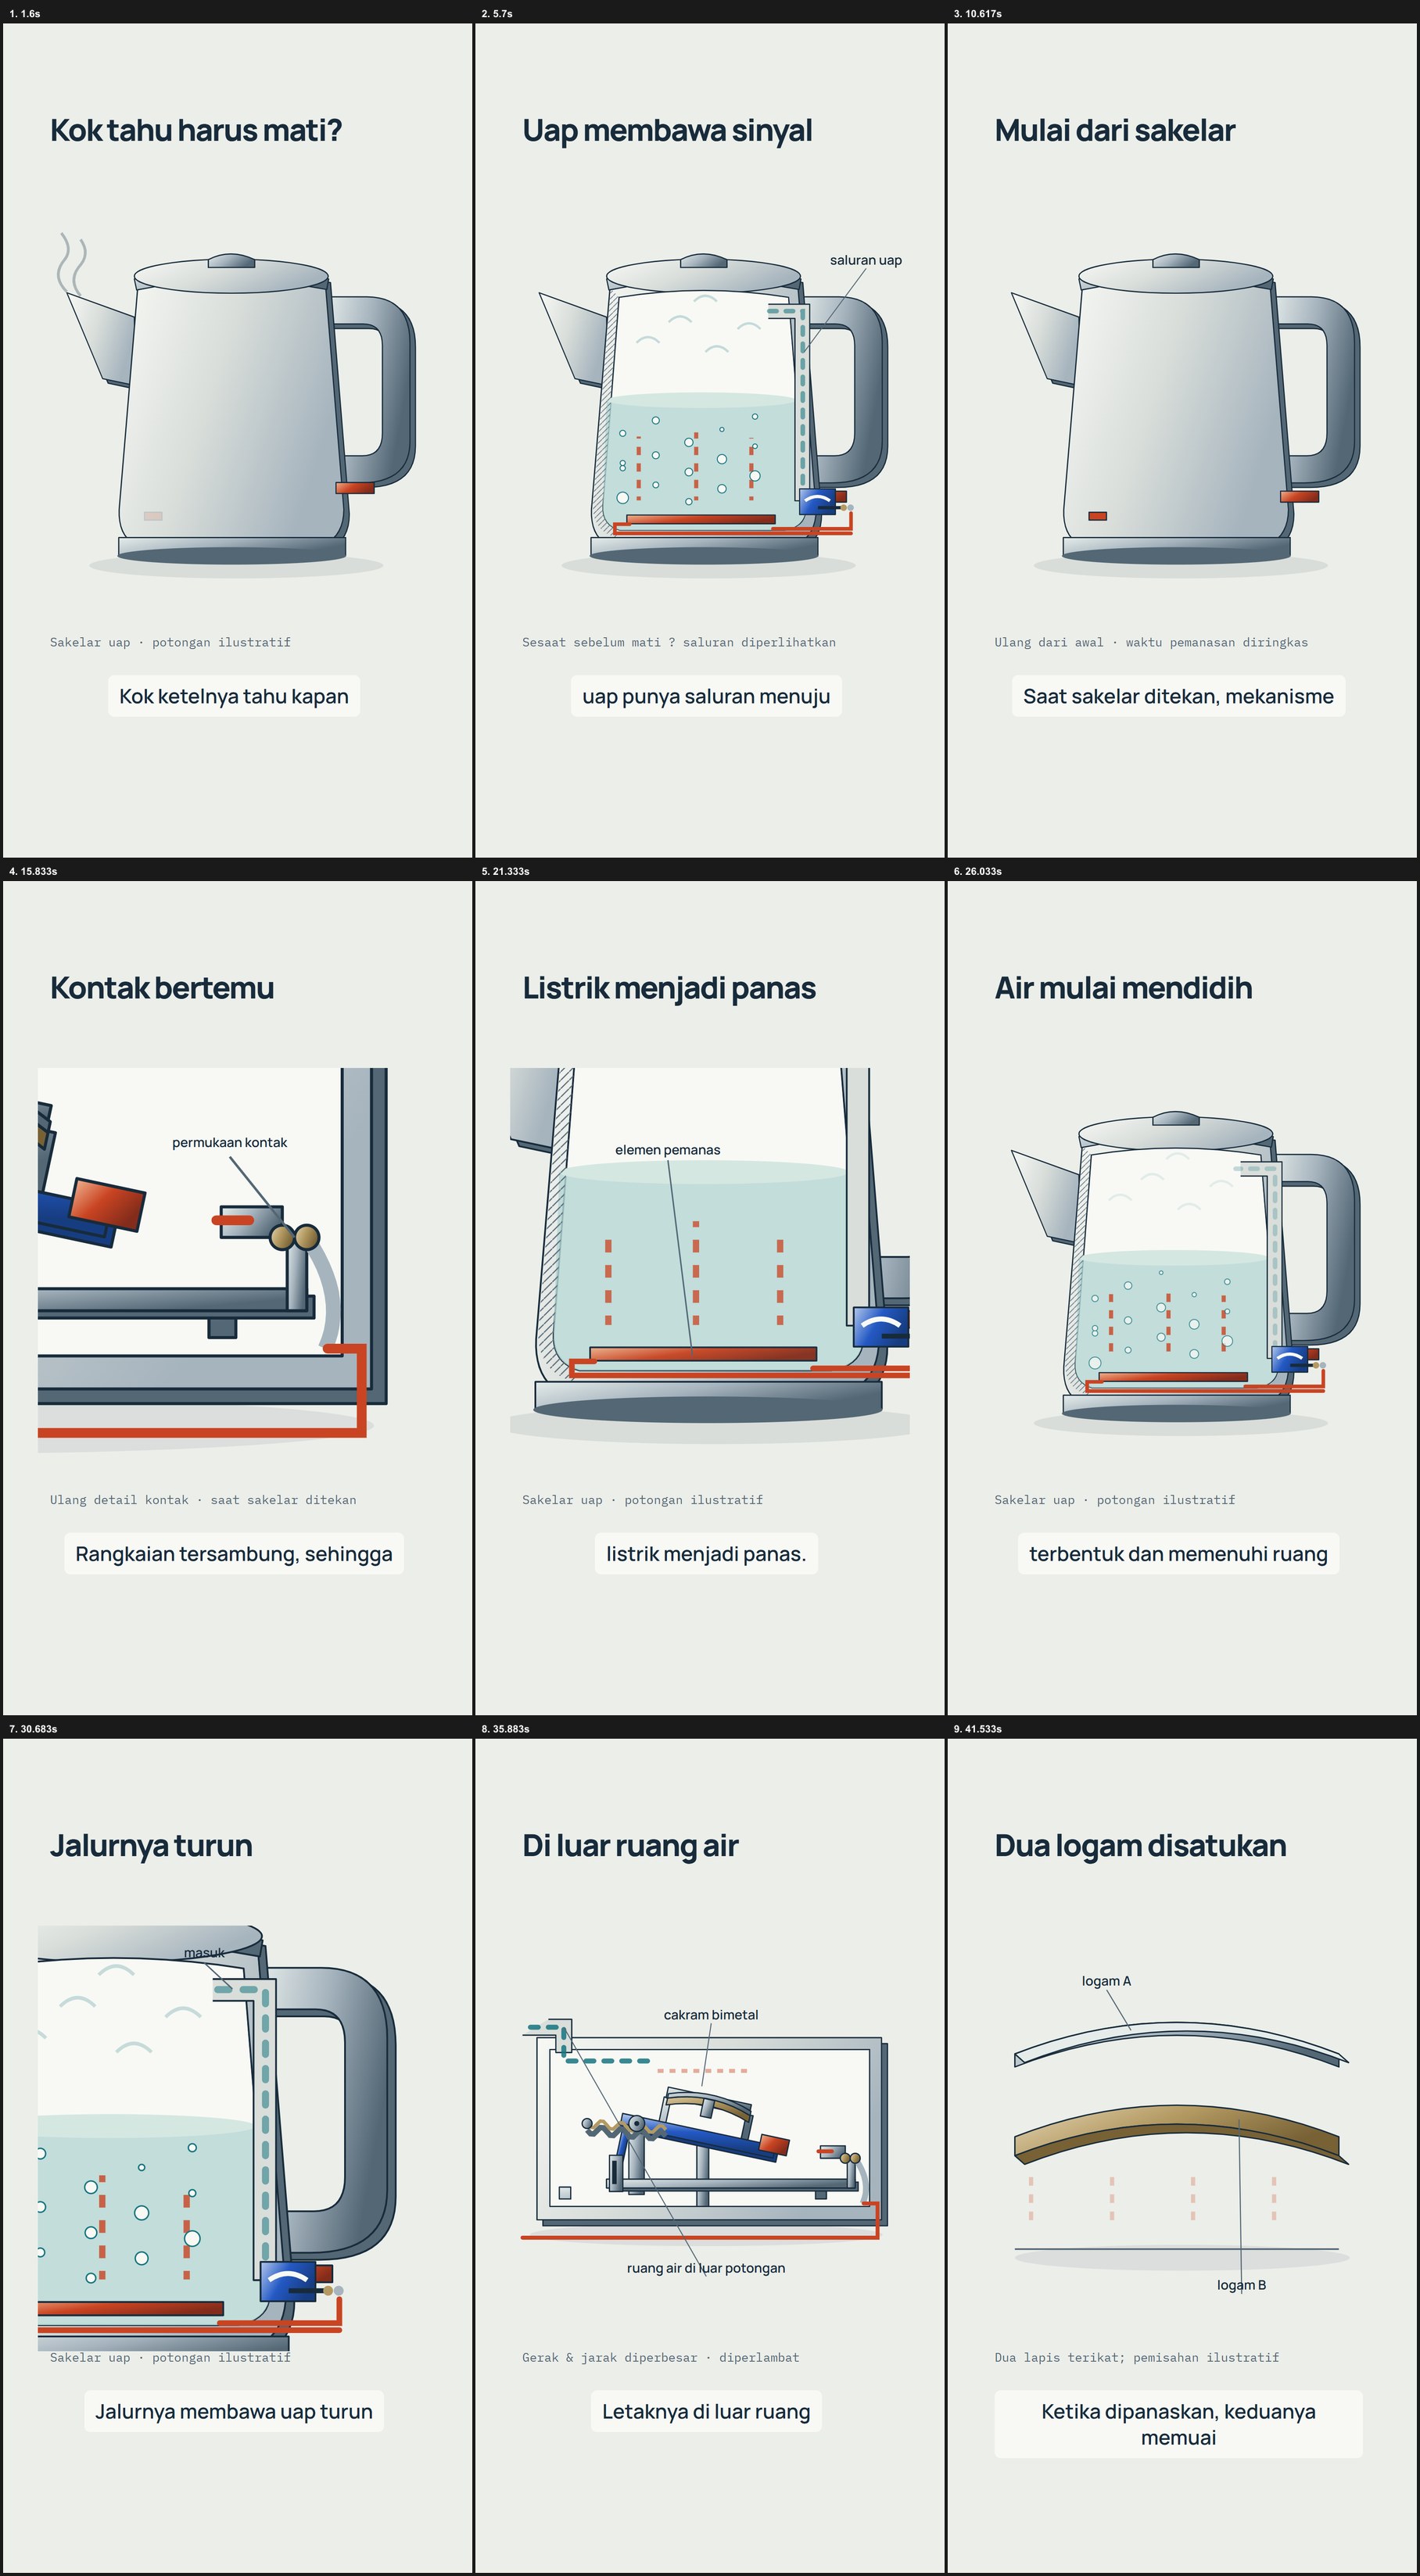 1. 1.6s
Kok tahu harus mati?
Sakelar uap · potongan ilustratif
Kok ketelnya tahu kapan
2. 5.7s
Uap membawa sinyal
saluran uap
Sesaat sebelum mati ? saluran diperlihatkan
uap punya saluran menuju
3. 10.617s
Mulai dari sakelar
Ulang dari awal · waktu pemanasan diringkas
Saat sakelar ditekan, mekanisme
4. 15.833s
Kontak bertemu
permukaan kontak
Ulang detail kontak · saat sakelar ditekan
Rangkaian tersambung, sehingga
5. 21.333s
Listrik menjadi panas
elemen pemanas
Sakelar uap · potongan ilustratif
listrik menjadi panas.
6. 26.033s
Air mulai mendidih
Sakelar uap · potongan ilustratif
terbentuk dan memenuhi ruang
7. 30.683s
Jalurnya turun
masuk
Sakelar uap · potongan ilustratif
Jalurnya membawa uap turun
8. 35.883s
Di luar ruang air
cakram bimetal
ruang air di luar potongan
Gerak & jarak diperbesar · diperlambat
Letaknya di luar ruang
9. 41.533s
Dua logam disatukan
logam A
logam B
Dua lapis terikat; pemisahan ilustratif
Ketika dipanaskan, keduanya
memuai